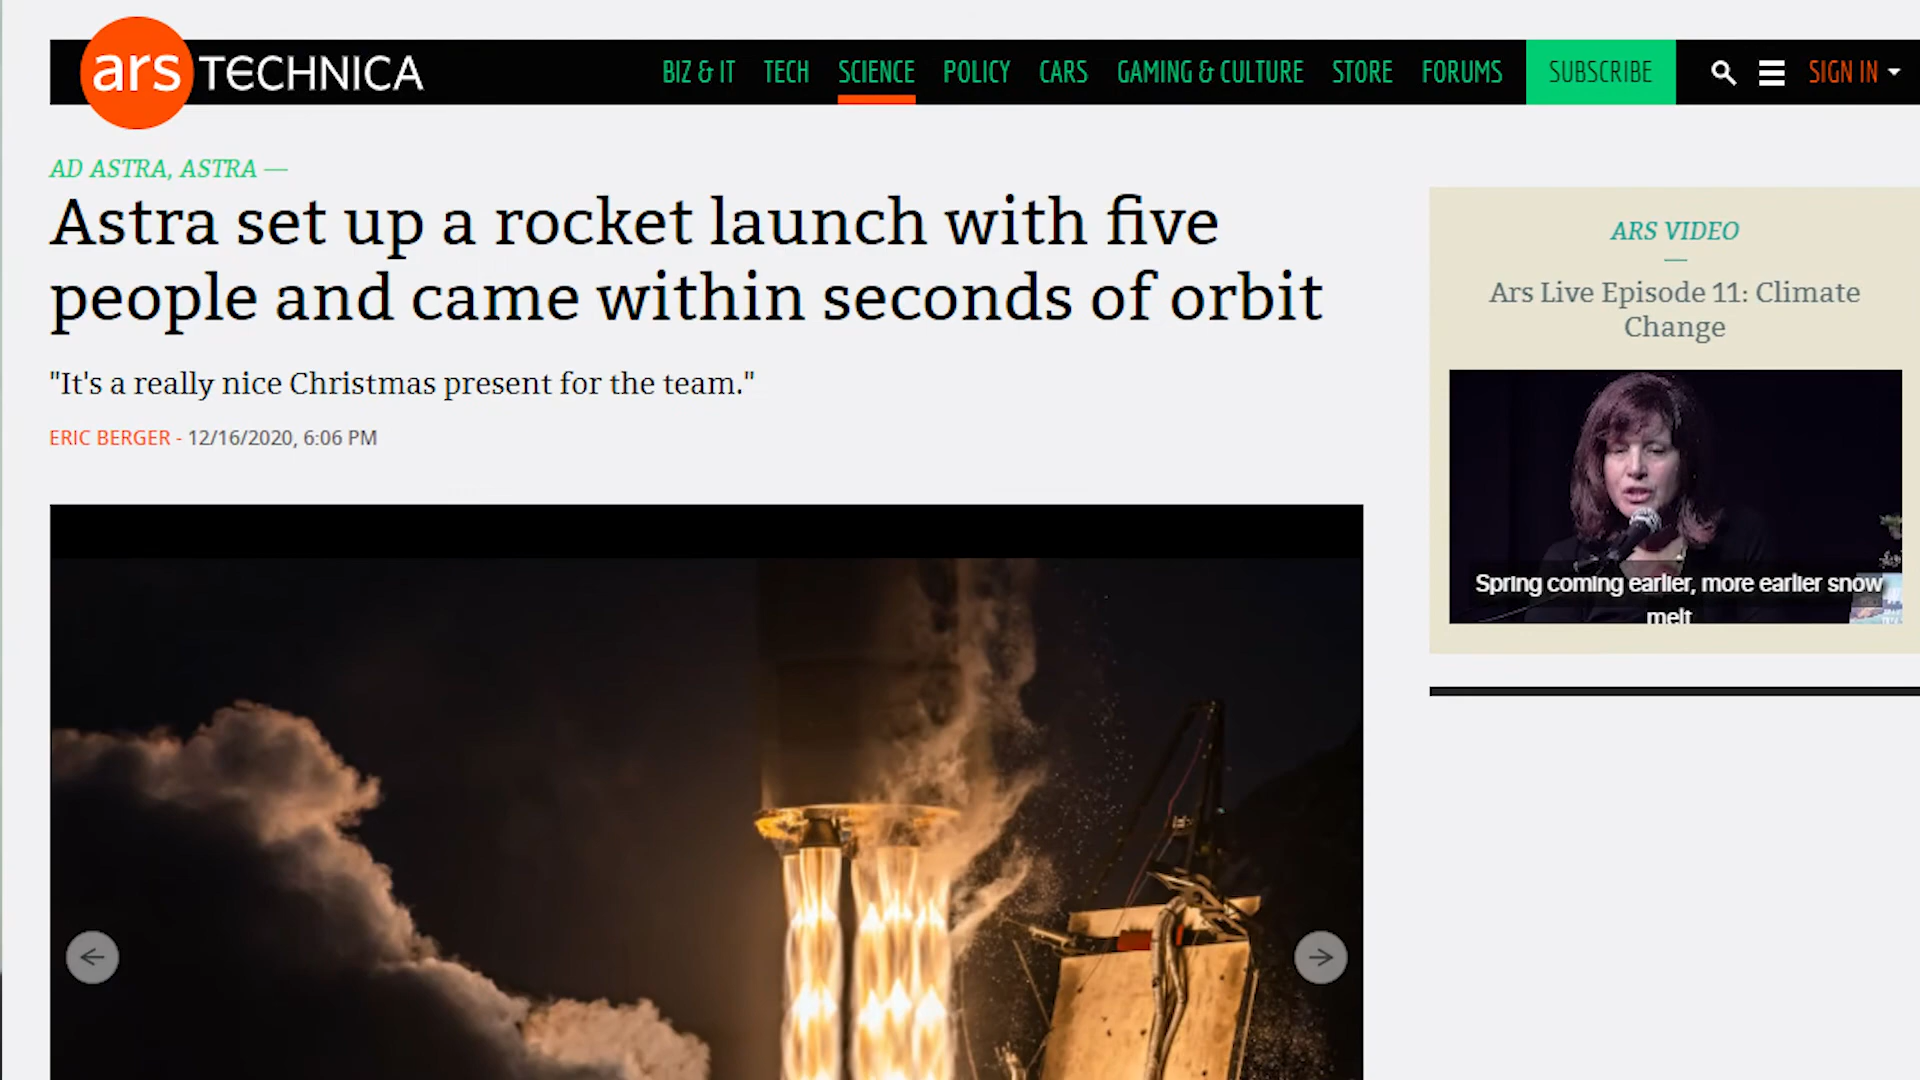 ars TECHNICA
BIZ & IT TECH SCIENCE POLICY CARS GAMING & CULTURE STORE FORUMS SUBSCRIBE SIGN IN
AD ASTRA, ASTRA —
Astra set up a rocket launch with five
people and came within seconds of orbit
"It's a really nice Christmas present for the team."
ERIC BERGER - 12/16/2020, 6:06 PM
ARS VIDEO
Ars Live Episode 11: Climate
Change
Spring coming earlier, more earlier snow
melt